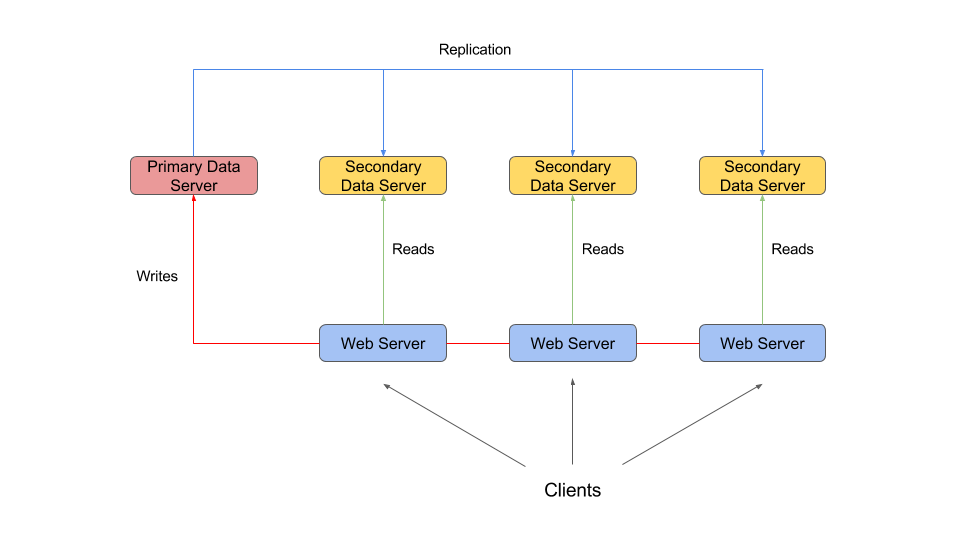 Replication
Primary Data
Server
Secondary
Data Server
Secondary
Data Server
Secondary
Data Server
Reads
Reads
Reads
Writes
Web Server
Web Server
Web Server
Clients